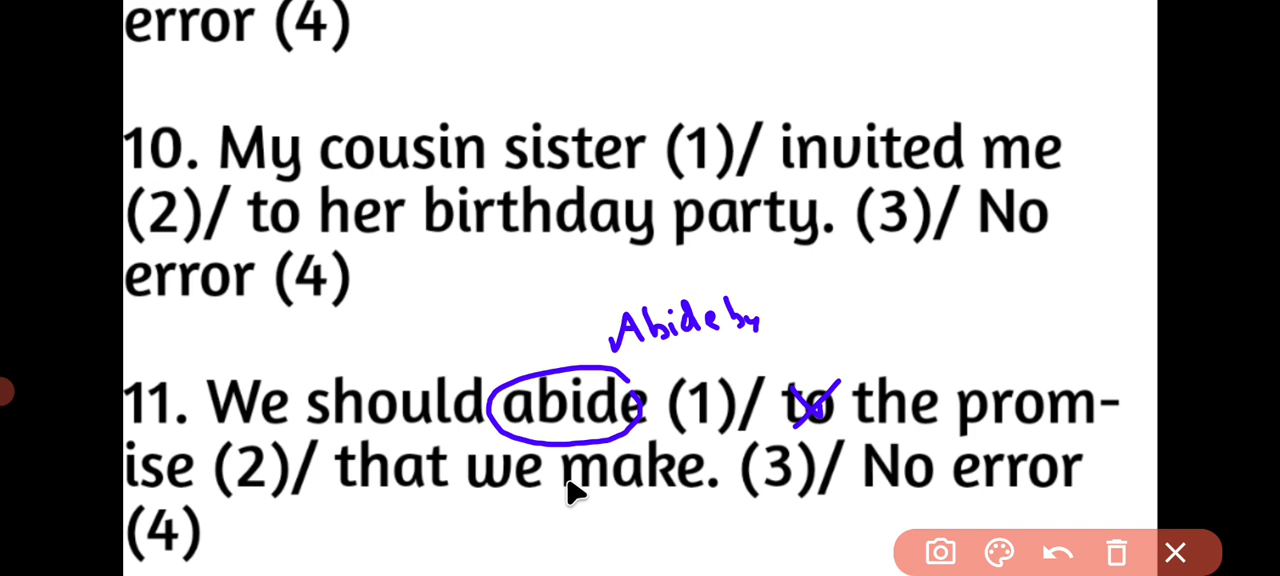 error (4)
10. My cousin sister (1)/ invited me
(2)/ to her birthday party. (3)/ No
error (4)
Abide by
11. We should abide (1)/ to the prom-
ise (2)/ that we make. (3)/ No error
(4)